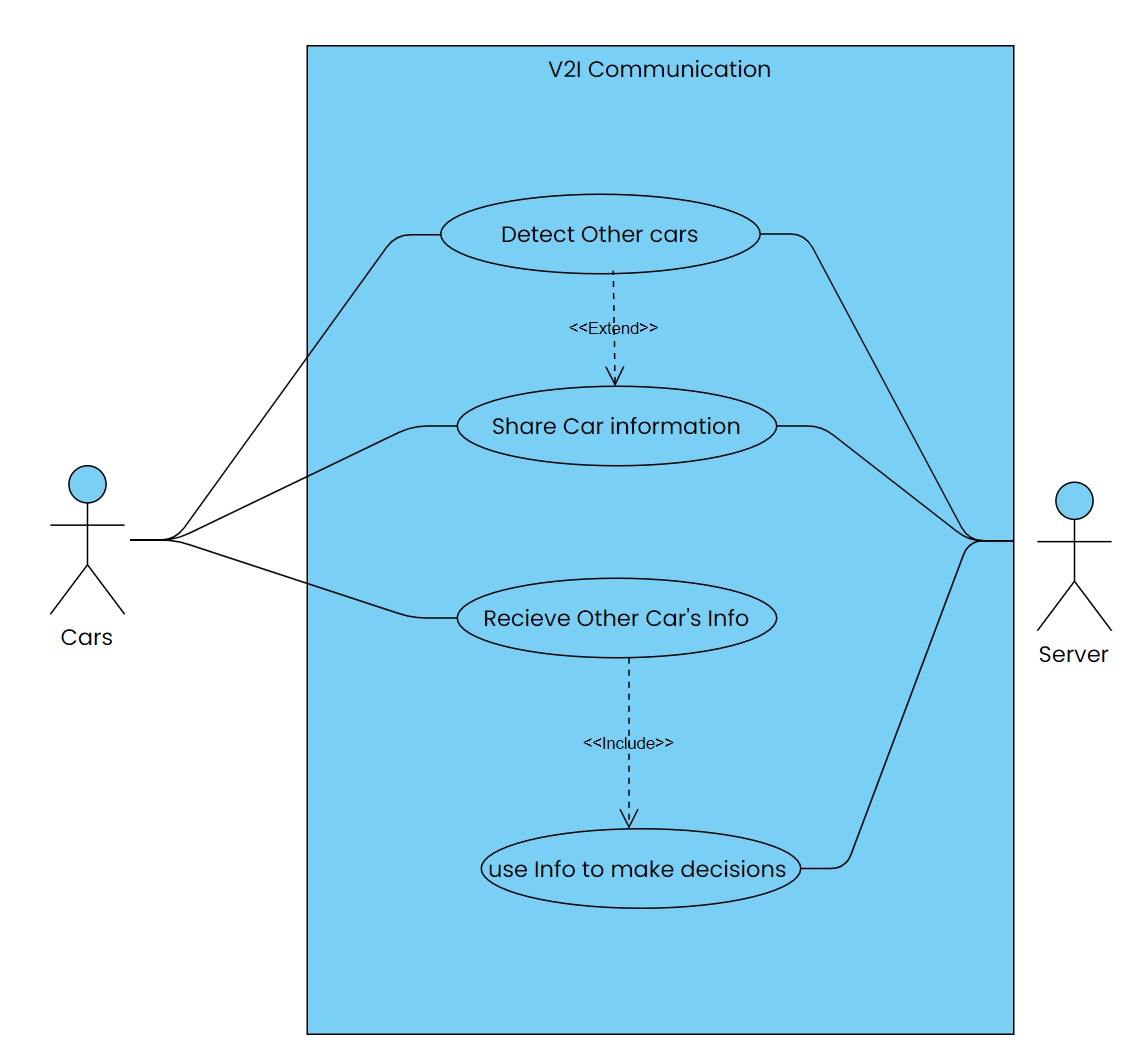 V2I Communication
Detect Other cars
<<Extend>>
Share Car information
Cars
Recieve Other Car's Info
Server
<<Include>>
use Info to make decisions